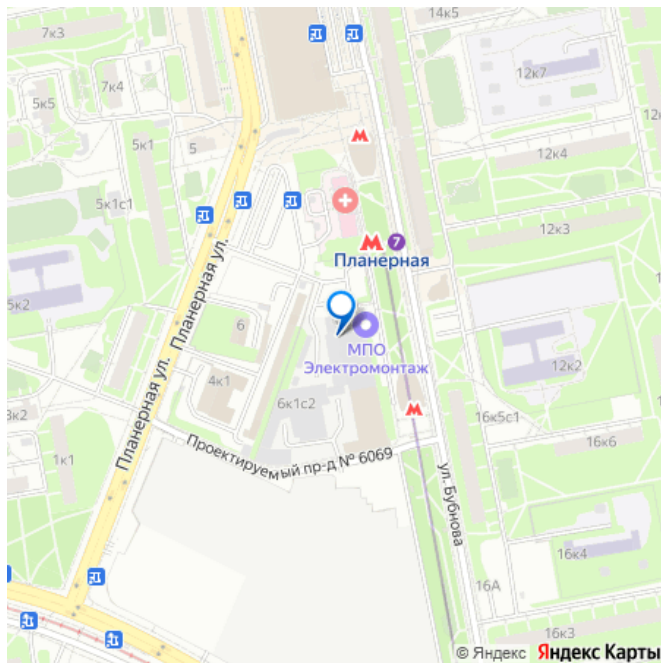 7к3
14к5
7к4
5к5
12к7
5к1
5
12к4
5к1с1
12к3
7
Планерная
Планерная ул.
5к2
6
МПО
Электромонтаж
4к1
12к2
6к1с2
3к2
16к5с1
Планерная ул.
Проектируемый пр-д № 6069
16к6
1к1
ул. Бубнова
16к4
16А
16к3
© Яндекс Яндекс Карты